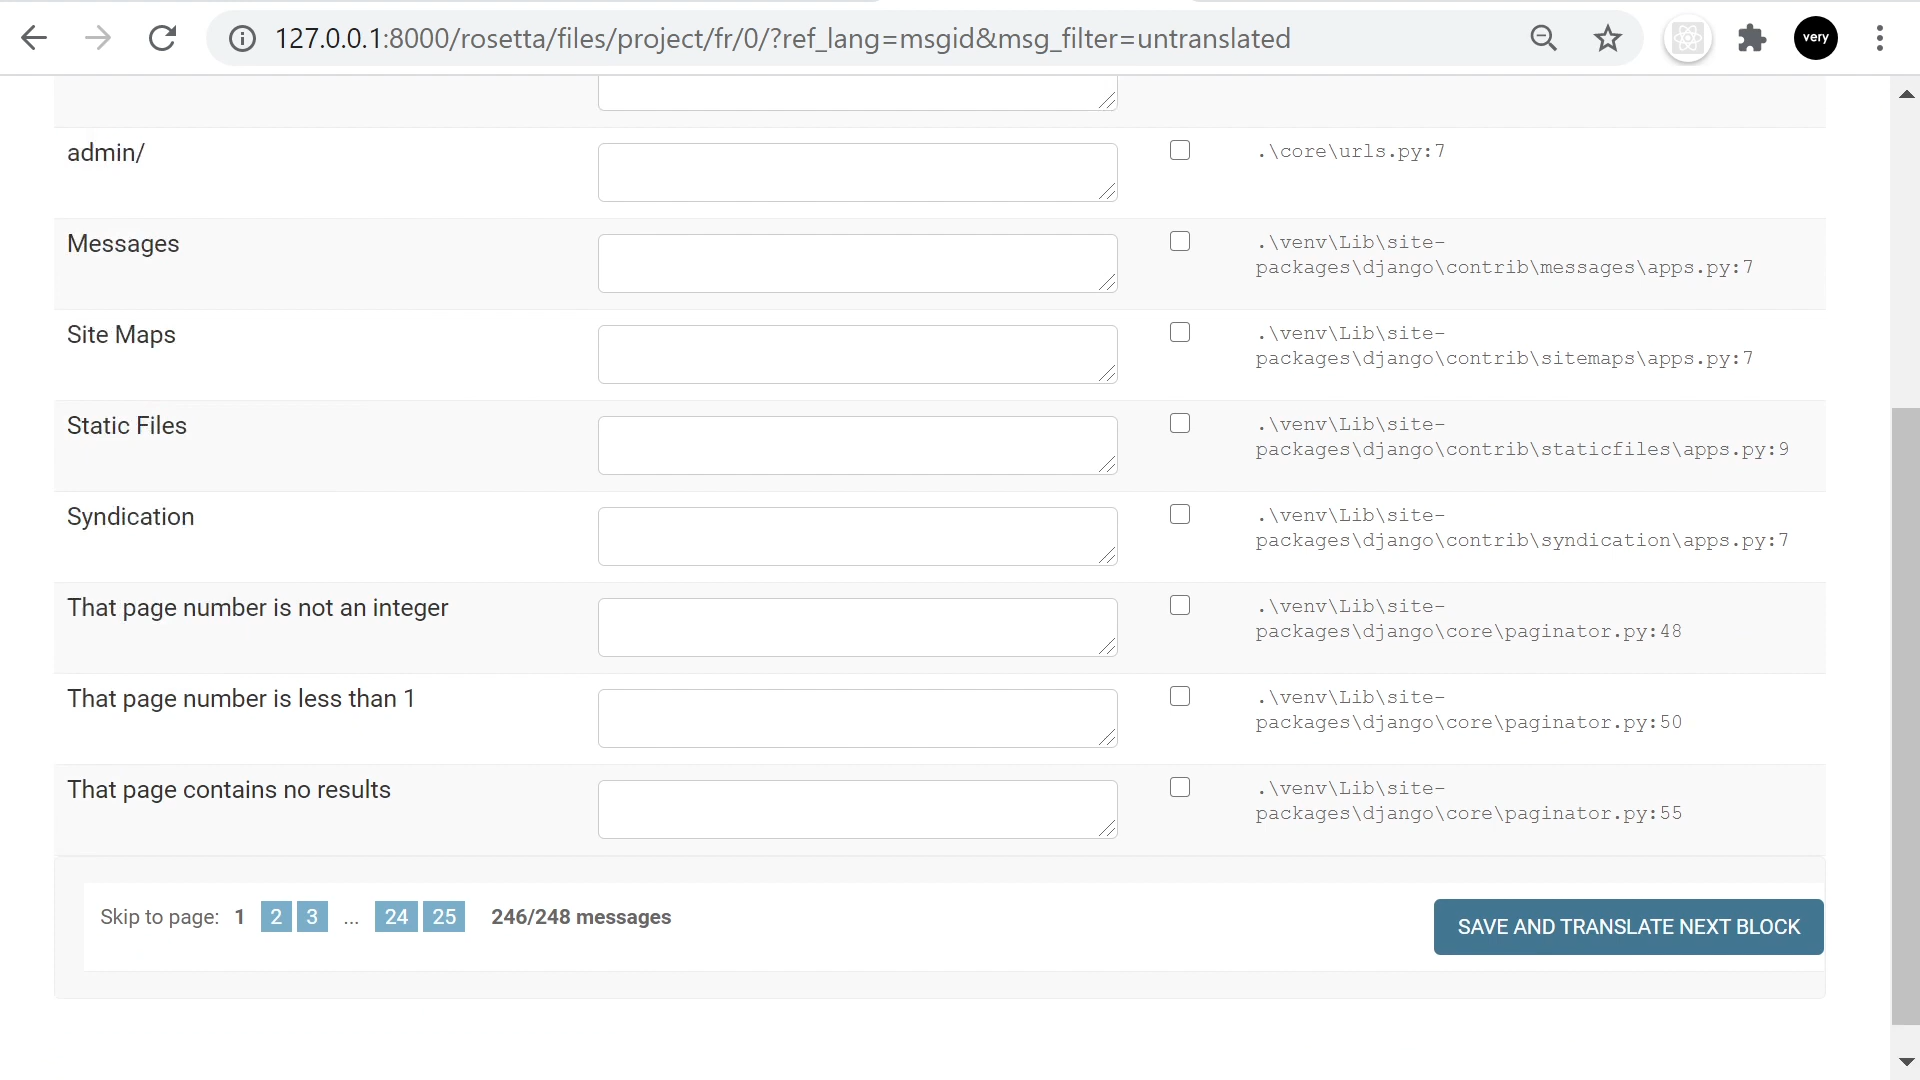 127.0.0.1:8000/rosetta/files/project/fr/0/?ref_lang=msgid&msg_filter=untranslated
very
admin/
.\core\urls.py:7
Messages
.\venv\Lib\site-
packages\django\contrib\messages\apps.py:7
Site Maps
.\venv\Lib\site-
packages\django\contrib\sitemaps\apps.py:7
Static Files
.\venv\Lib\site-
packages\django\contrib\staticfiles\apps.py:9
Syndication
.\venv\Lib\site-
packages\django\contrib\syndication\apps.py:7
That page number is not an integer
.\venv\Lib\site-
packages\django\core\paginator.py:48
That page number is less than 1
.\venv\Lib\site-
packages\django\core\paginator.py:50
That page contains no results
.\venv\Lib\site-
packages\django\core\paginator.py:55
Skip to page: 1 2 3 ... 24 25 246/248 messages
SAVE AND TRANSLATE NEXT BLOCK